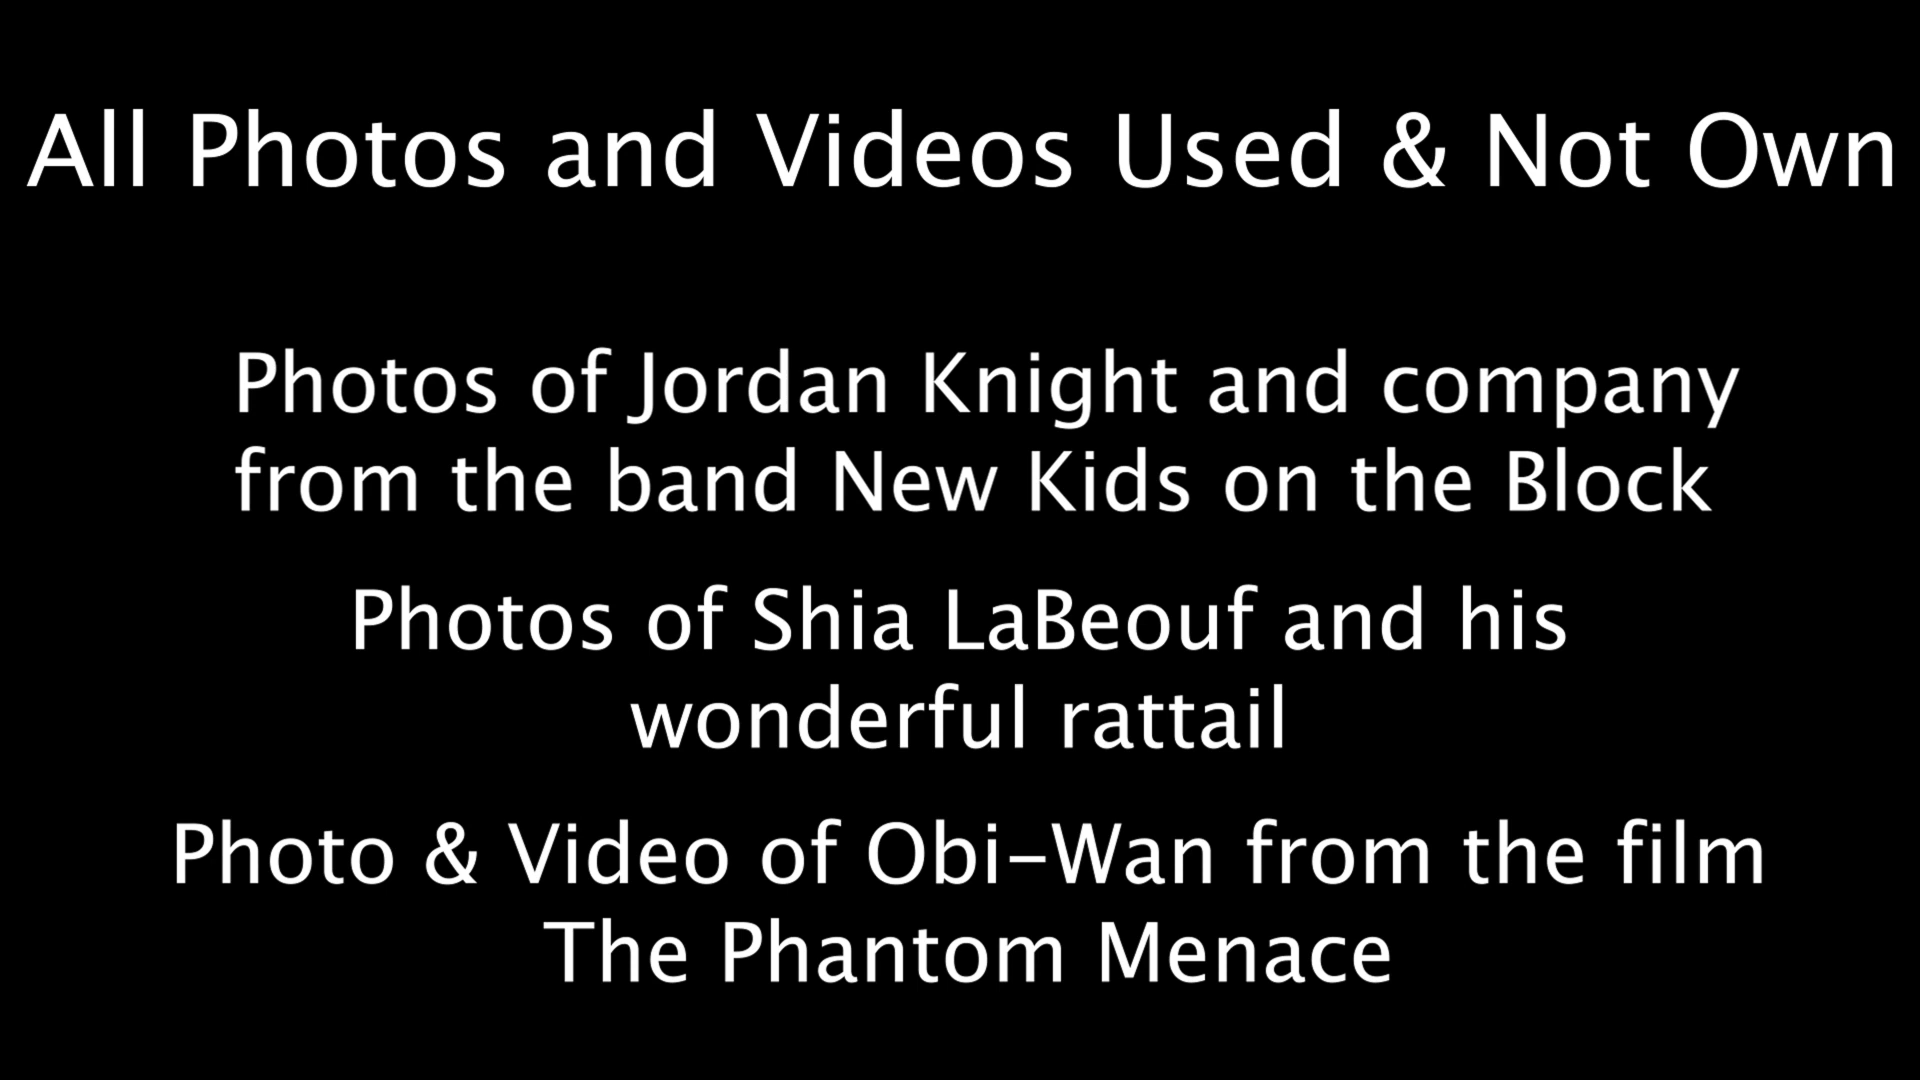 All Photos and Videos Used & Not Own
Photos of Jordan Knight and company
from the band New Kids on the Block
Photos of Shia LaBeouf and his
wonderful rattail
Photo & Video of Obi-Wan from the film
The Phantom Menace